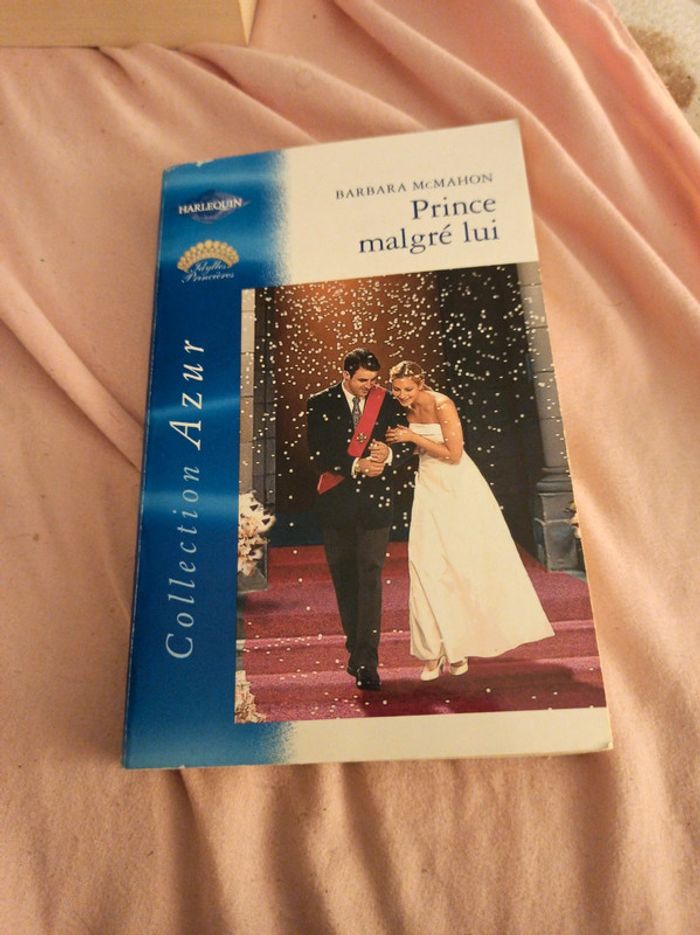 BARBARA McMAHON
Prince
malgré lui
HARLEQUIN
Idylles
Princières
Collection Azur